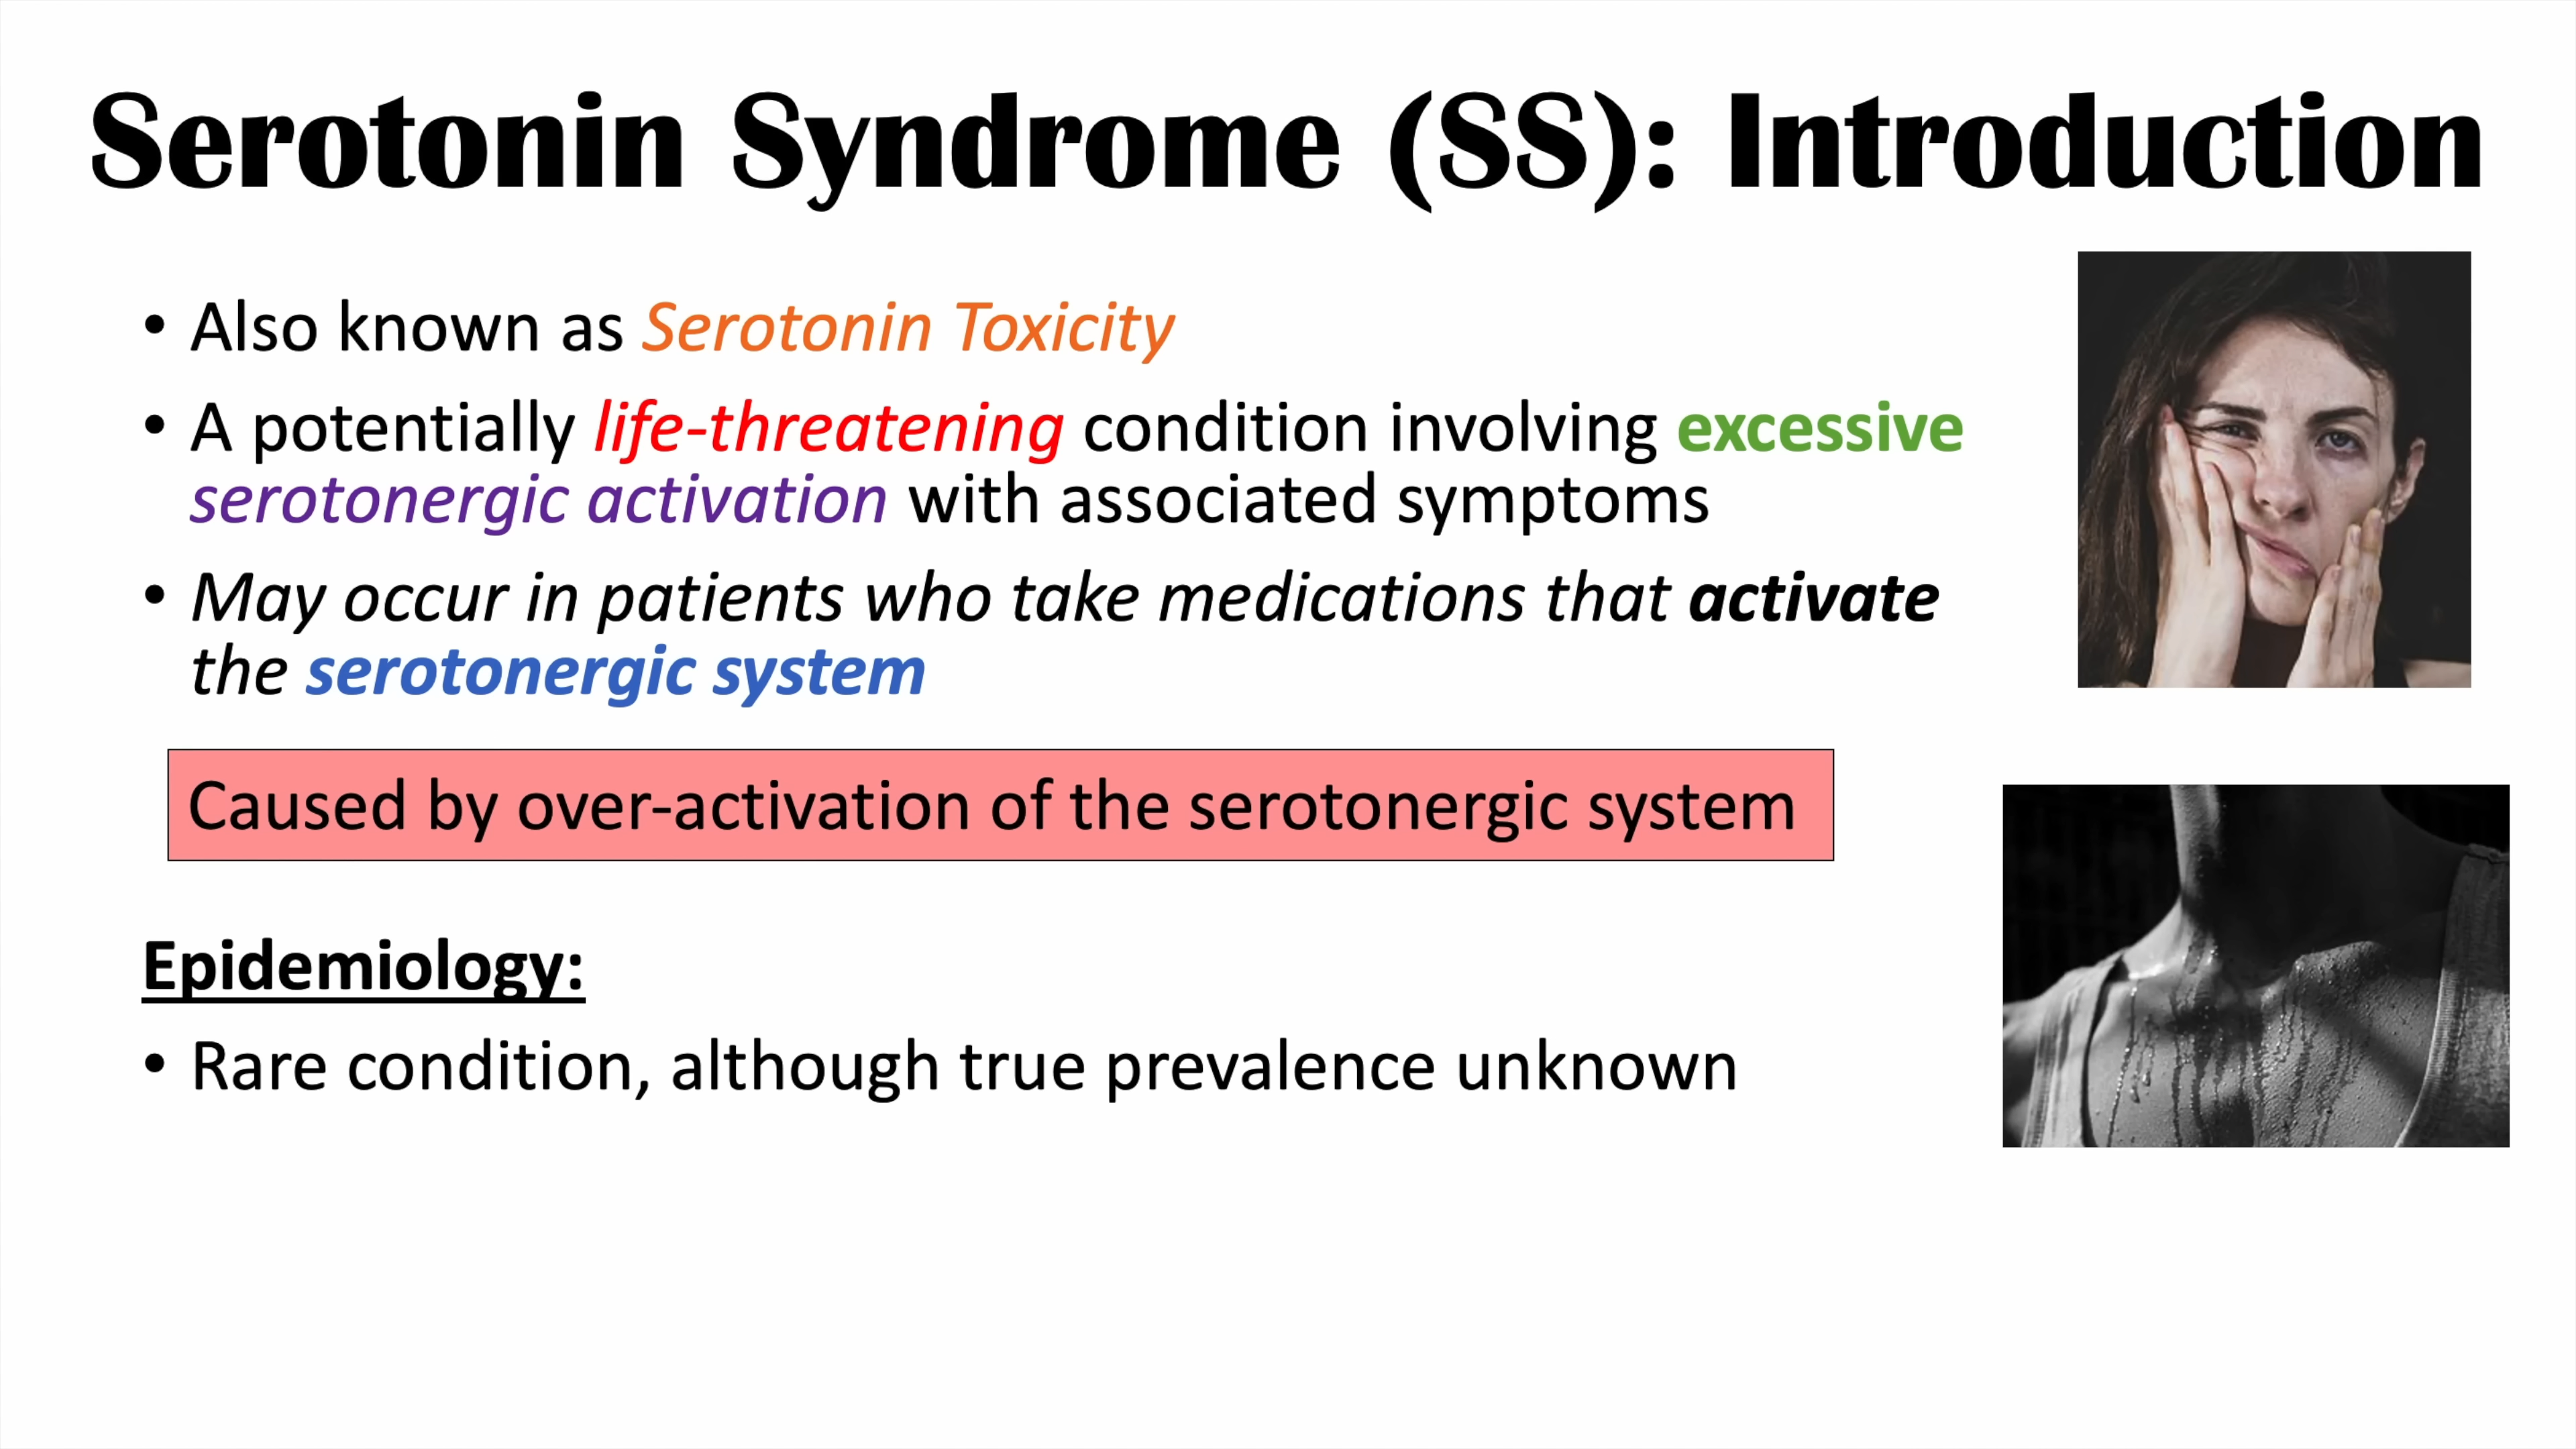 Serotonin Syndrome (SS): Introduction
• Also known as Serotonin Toxicity
• A potentially life-threatening condition involving excessive
serotonergic activation with associated symptoms
• May occur in patients who take medications that activate
the serotonergic system
Caused by over-activation of the serotonergic system
Epidemiology:
• Rare condition, although true prevalence unknown